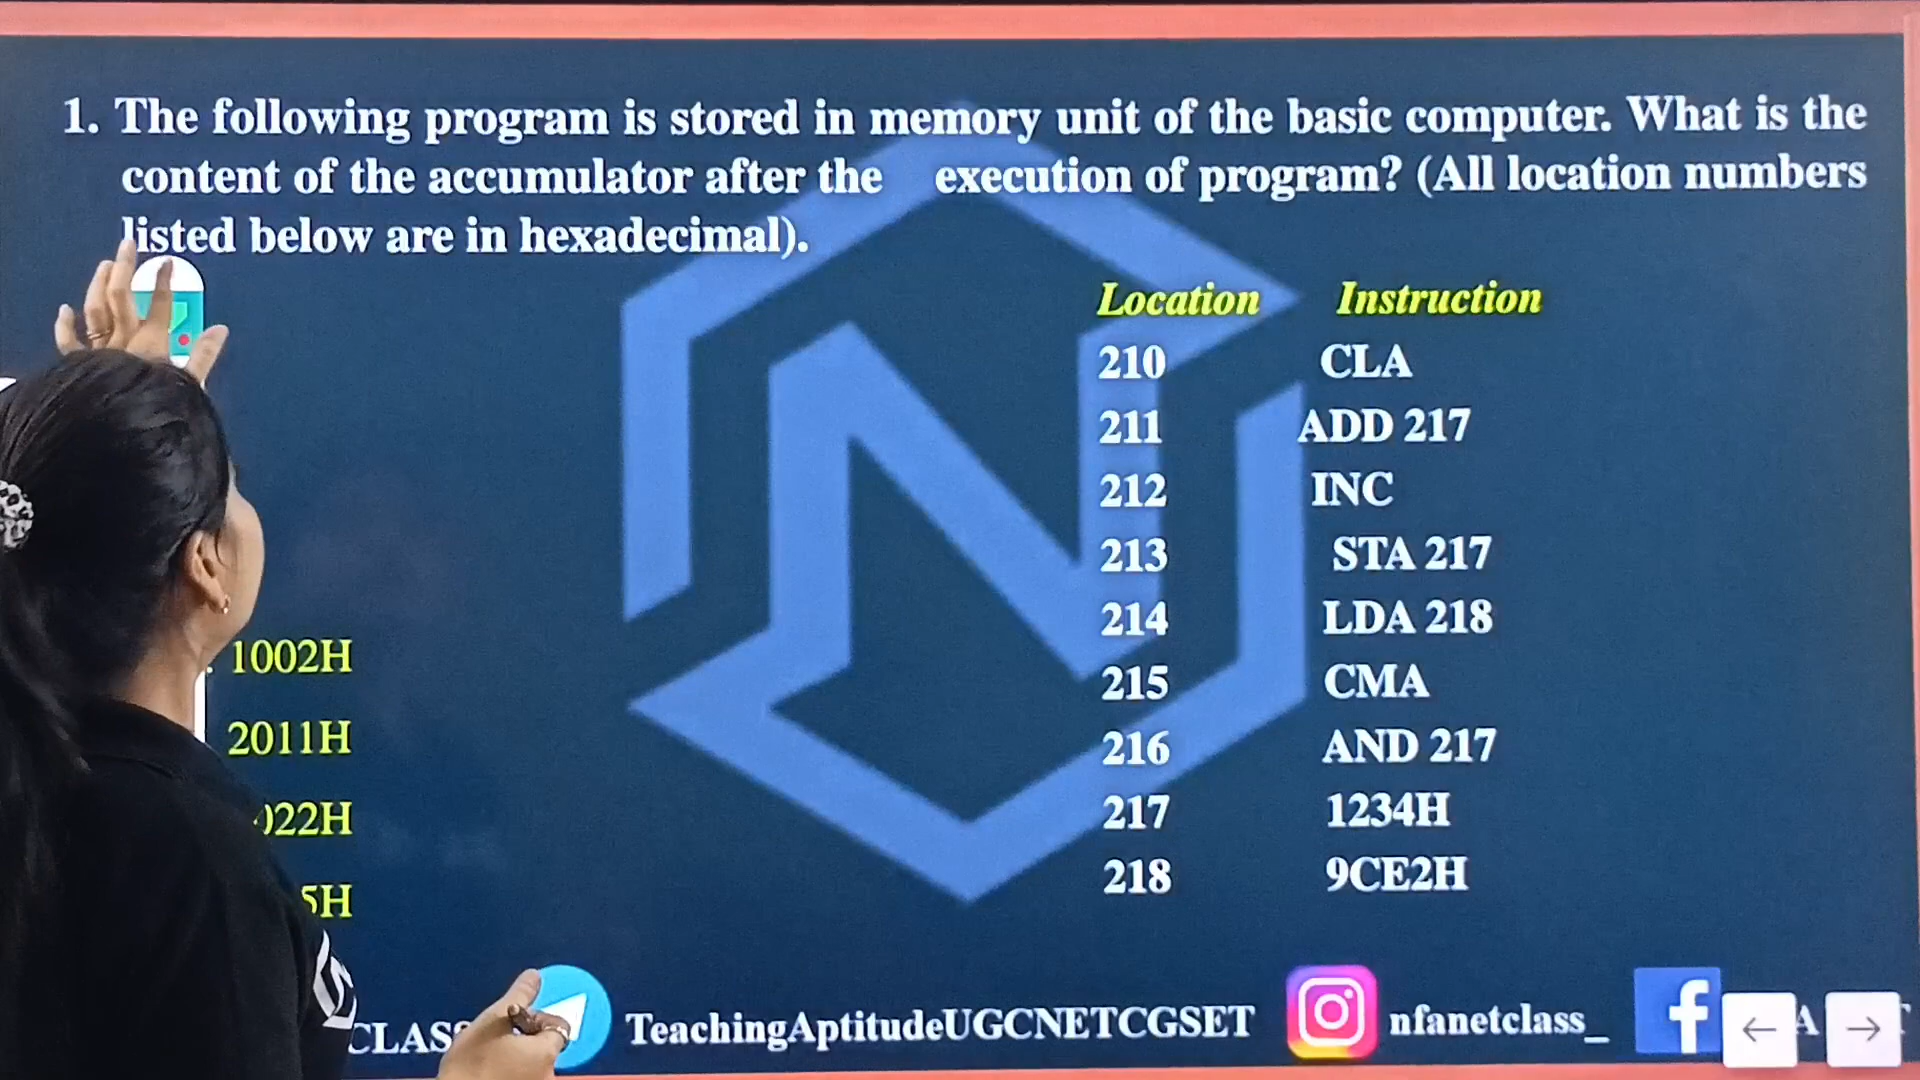 1. The following program is stored in memory unit of the basic computer. What is the
content of the accumulator after the execution of program? (All location numbers
listed below are in hexadecimal).
Location Instruction
210 CLA
211 ADD 217
212 INC
213 STA 217
214 LDA 218
215 CMA
216 AND 217
217 1234H
218 9CE2H
1002H
2011H
022H
5H
TeachingAptitudeUGCNETCGSET nfanetclass_